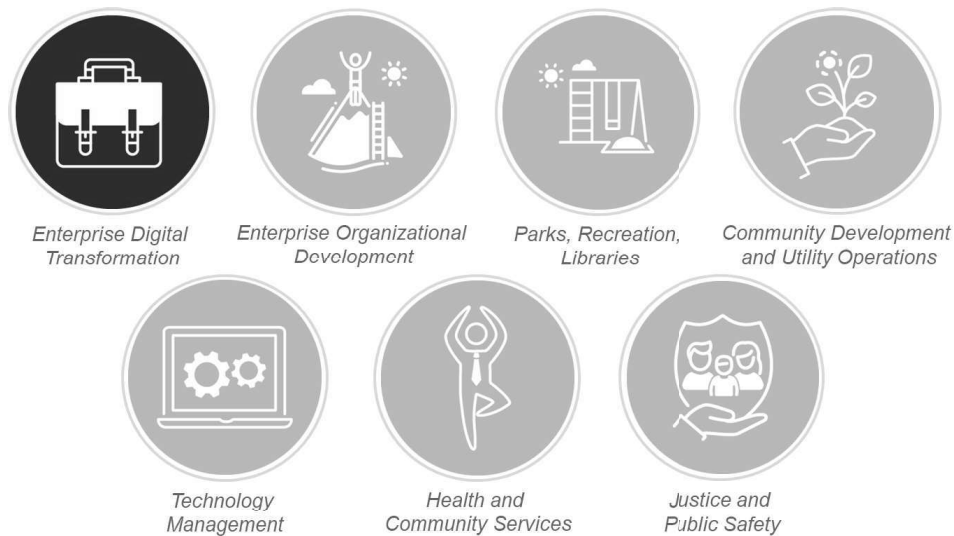 Enterprise Digital
Transformation
Enterprise Organizational
Development
Parks, Recreation,
Libraries
Community Development
and Utility Operations
Technology
Management
Health and
Community Services
Justice and
Public Safety